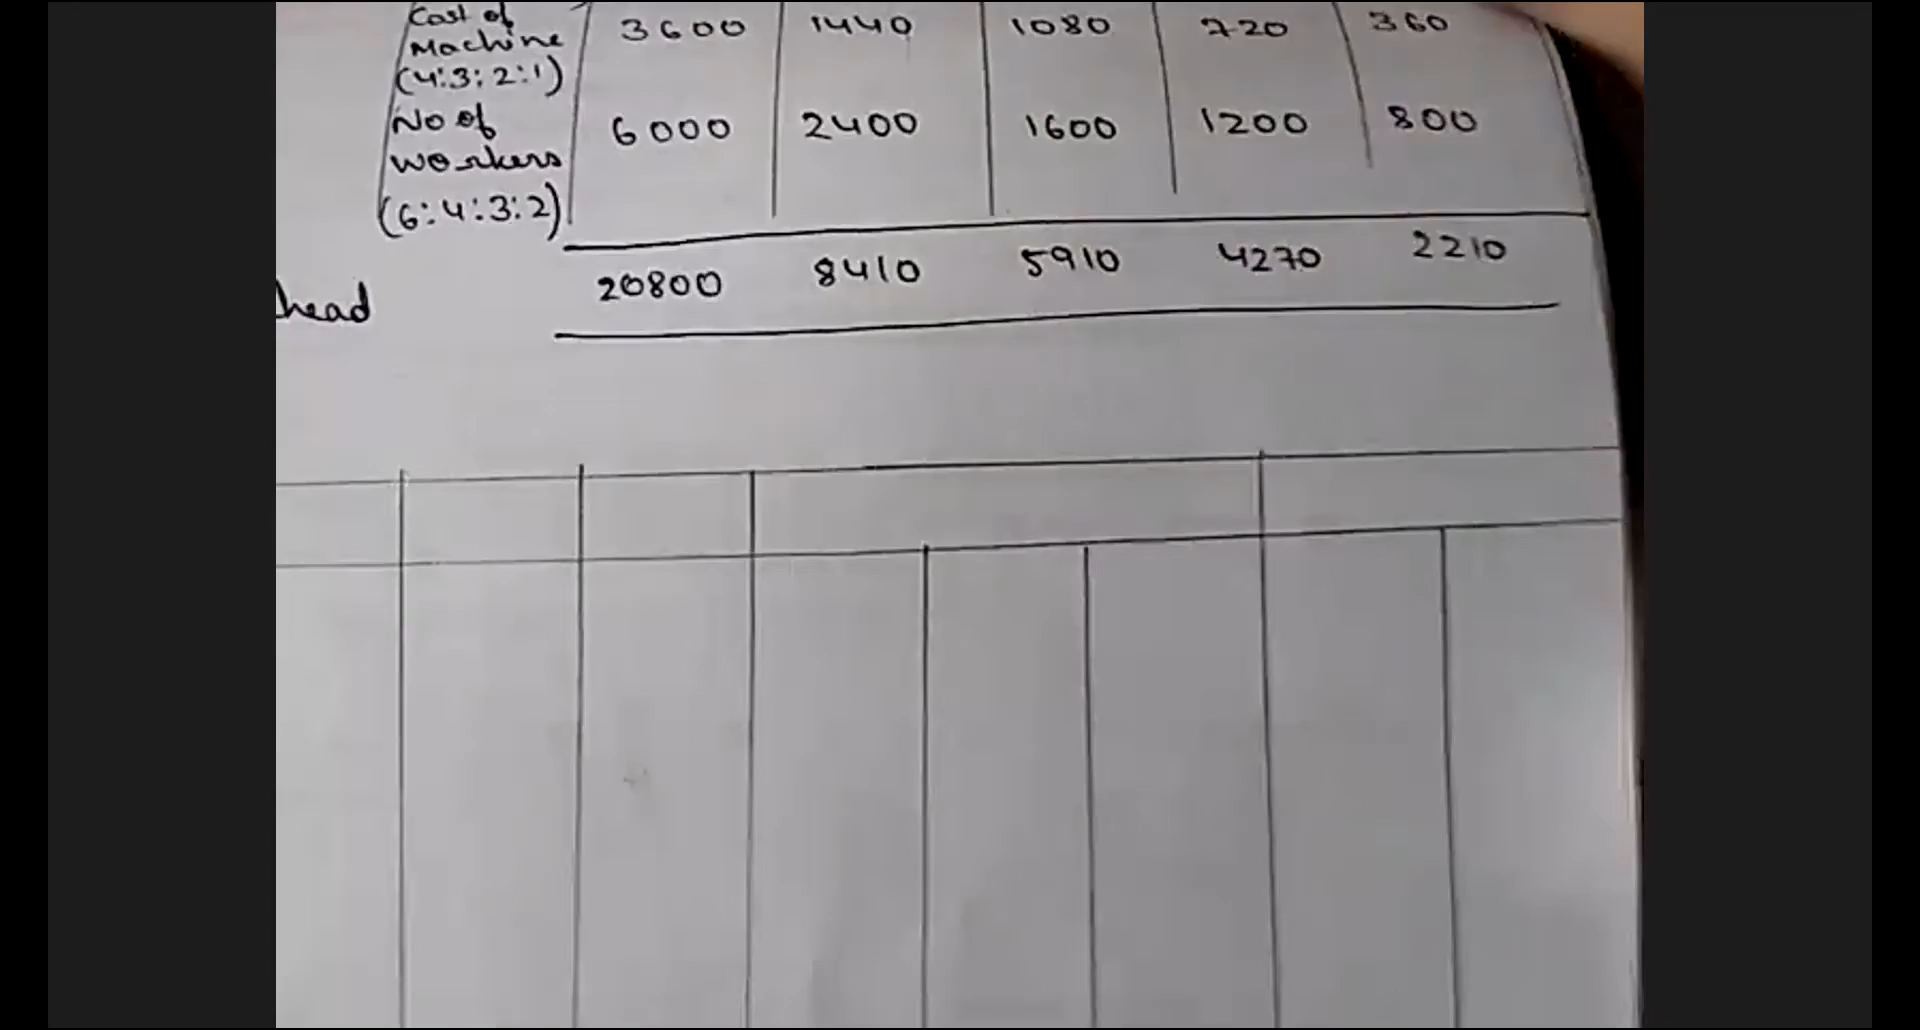 Cost of
Machine
(4:3:2:1)
3600 1440 1080 720 360
No of
workers
(6:4:3:2)
6000 2400 1600 1200 800
head 20800 8410 5910 4270 2210